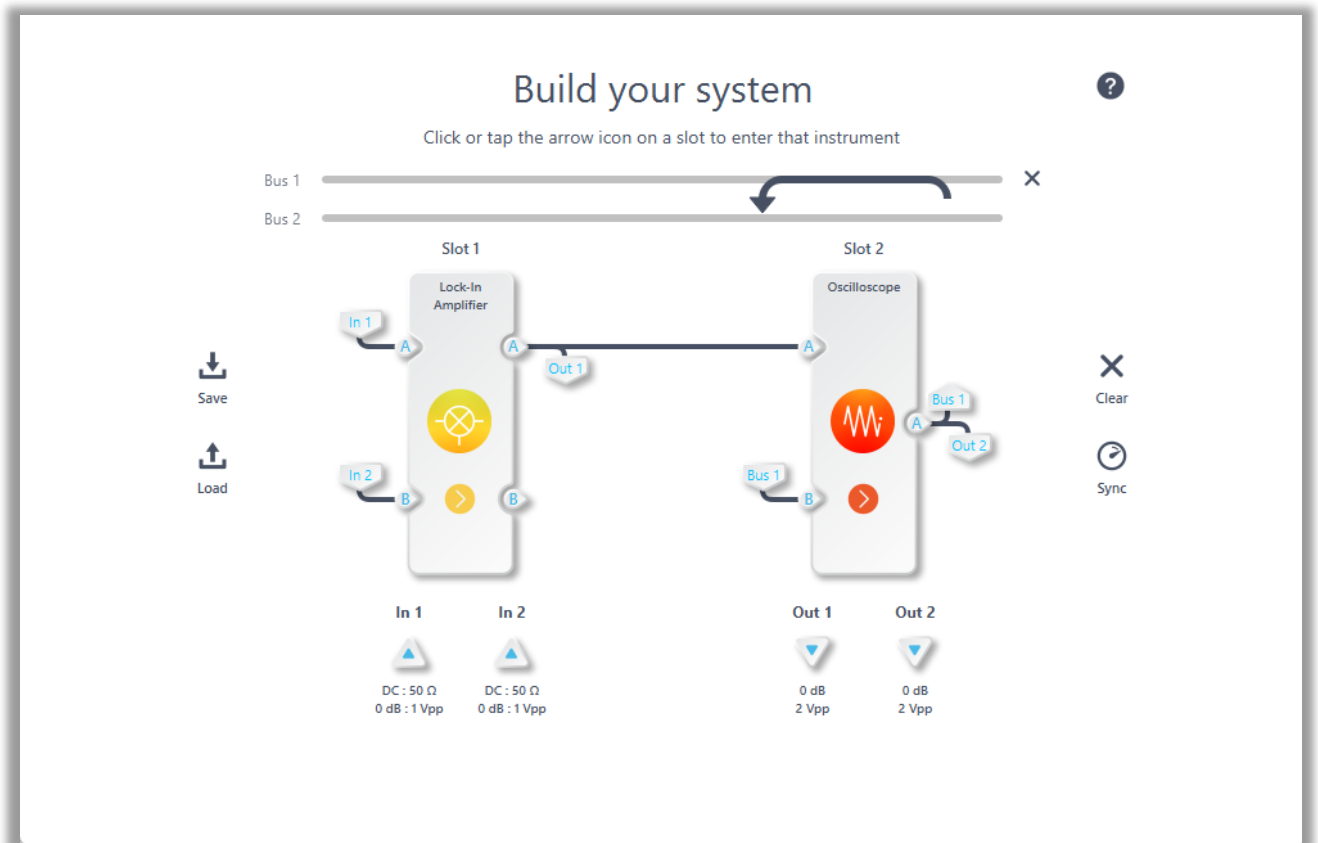 Build your system
?
Click or tap the arrow icon on a slot to enter that instrument
Bus 1
Bus 2
Slot 1
Slot 2
Lock-In
Amplifier
Oscilloscope
In 1
A
A
Out 1
A
Save
Clear
Bus 1
A
Out 2
In 2
Bus 1
B
B
B
Load
Sync
In 1
In 2
Out 1
Out 2
DC : 50 Ω
0 dB : 1 Vpp
DC : 50 Ω
0 dB : 1 Vpp
0 dB
2 Vpp
0 dB
2 Vpp